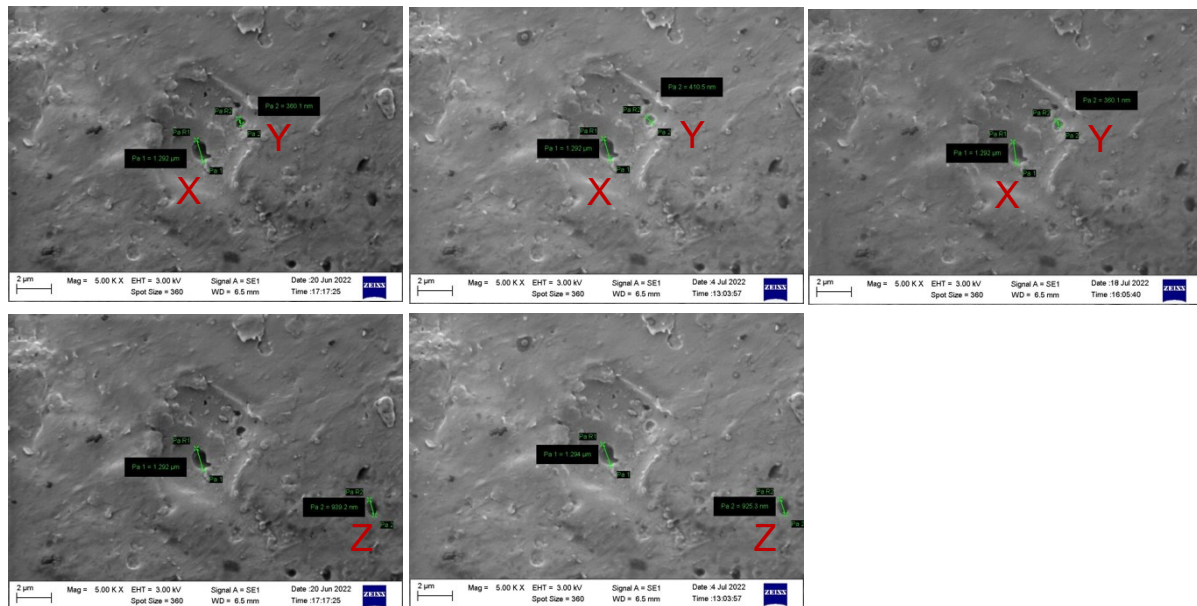 Pa 2 = 360.1 nm
Pa R2
Pa 2
Pa R1
Pa 1 = 1.292 µm
Pa 1
Y
X
2 µm
Mag = 5.00 K X EHT = 3.00 kV Signal A = SE1 Date :20 Jun 2022
Spot Size = 360 WD = 6.5 mm Time :17:17:25
ZEISS
Pa 2 = 410.5 nm
Pa R2
Pa 2
Pa R1
Pa 1 = 1.292 µm
Pa 1
Y
X
2 µm
Mag = 5.00 K X EHT = 3.00 kV Signal A = SE1 Date :4 Jul 2022
Spot Size = 360 WD = 6.5 mm Time :13:03:57
ZEISS
Pa 2 = 360.1 nm
Pa R2
Pa 2
Pa R1
Pa 1 = 1.292 µm
Pa 1
Y
X
2 µm
Mag = 5.00 K X EHT = 3.00 kV Signal A = SE1 Date :18 Jul 2022
Spot Size = 360 WD = 6.5 mm Time :16:05:40
ZEISS
Pa R1
Pa 1 = 1.292 µm
Pa 1
Pa R2
Pa 2 = 939.2 nm
Pa 2
Z
2 µm
Mag = 5.00 K X EHT = 3.00 kV Signal A = SE1 Date :20 Jun 2022
Spot Size = 360 WD = 6.5 mm Time :17:17:25
ZEISS
Pa R1
Pa 1 = 1.294 µm
Pa 1
Pa R2
Pa 2 = 925.3 nm
Pa 2
Z
2 µm
Mag = 5.00 K X EHT = 3.00 kV Signal A = SE1 Date :4 Jul 2022
Spot Size = 360 WD = 6.5 mm Time :13:03:57
ZEISS